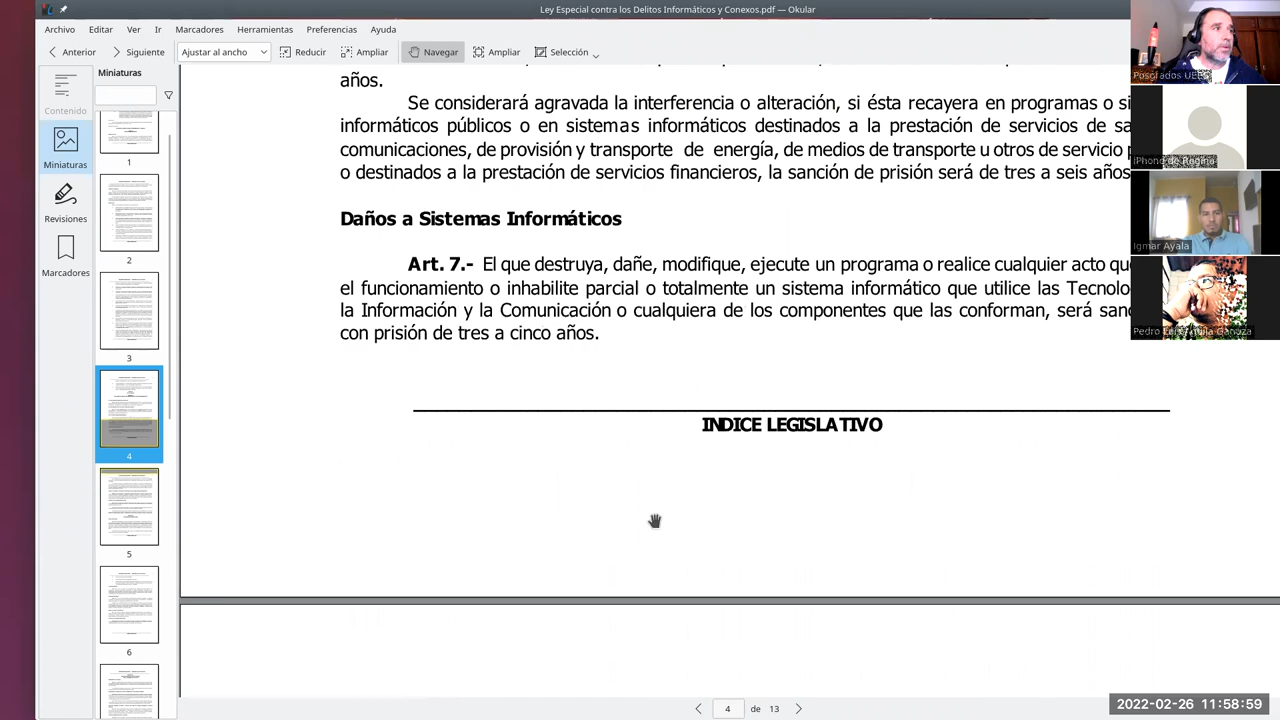 Ley Especial contra los Delitos Informáticos y Conexos.pdf — Okular
Archivo Editar Ver Ir Marcadores Herramientas Preferencias Ayuda
Anterior Siguiente Ajustar al ancho Reducir Ampliar Navegar Ampliar Selección
Contenido
Miniaturas
Revisiones
Marcadores
Miniaturas
1
2
3
4
5
6
años.
Se considerará agravada la interferencia o alteración, si ésta recayera en programas o si
informáticos públicos o en sistemas informáticos destinados a la prestación de servicios de sa
comunicaciones, de provisión y transporte de energía, de medios de transporte u otros de servicio
o destinados a la prestación de servicios financieros, la sanción de prisión será de tres a seis años
Daños a Sistemas Informáticos
Art. 7.- El que destruya, dañe, modifique, ejecute un programa o realice cualquier acto que
el funcionamiento o inhabilite parcial o totalmente un sistema informático que utilice las Tecnolo
la Información y la Comunicación o cualquiera de los componentes que las conforman, será sanc
con prisión de tres a cinco años.
INDICE LEGISLATIVO
Posgrados UEES
iPhone de Regina
Igmar Ayala
Pedro Luis
4 de 13
2022-02-26 11:58:59